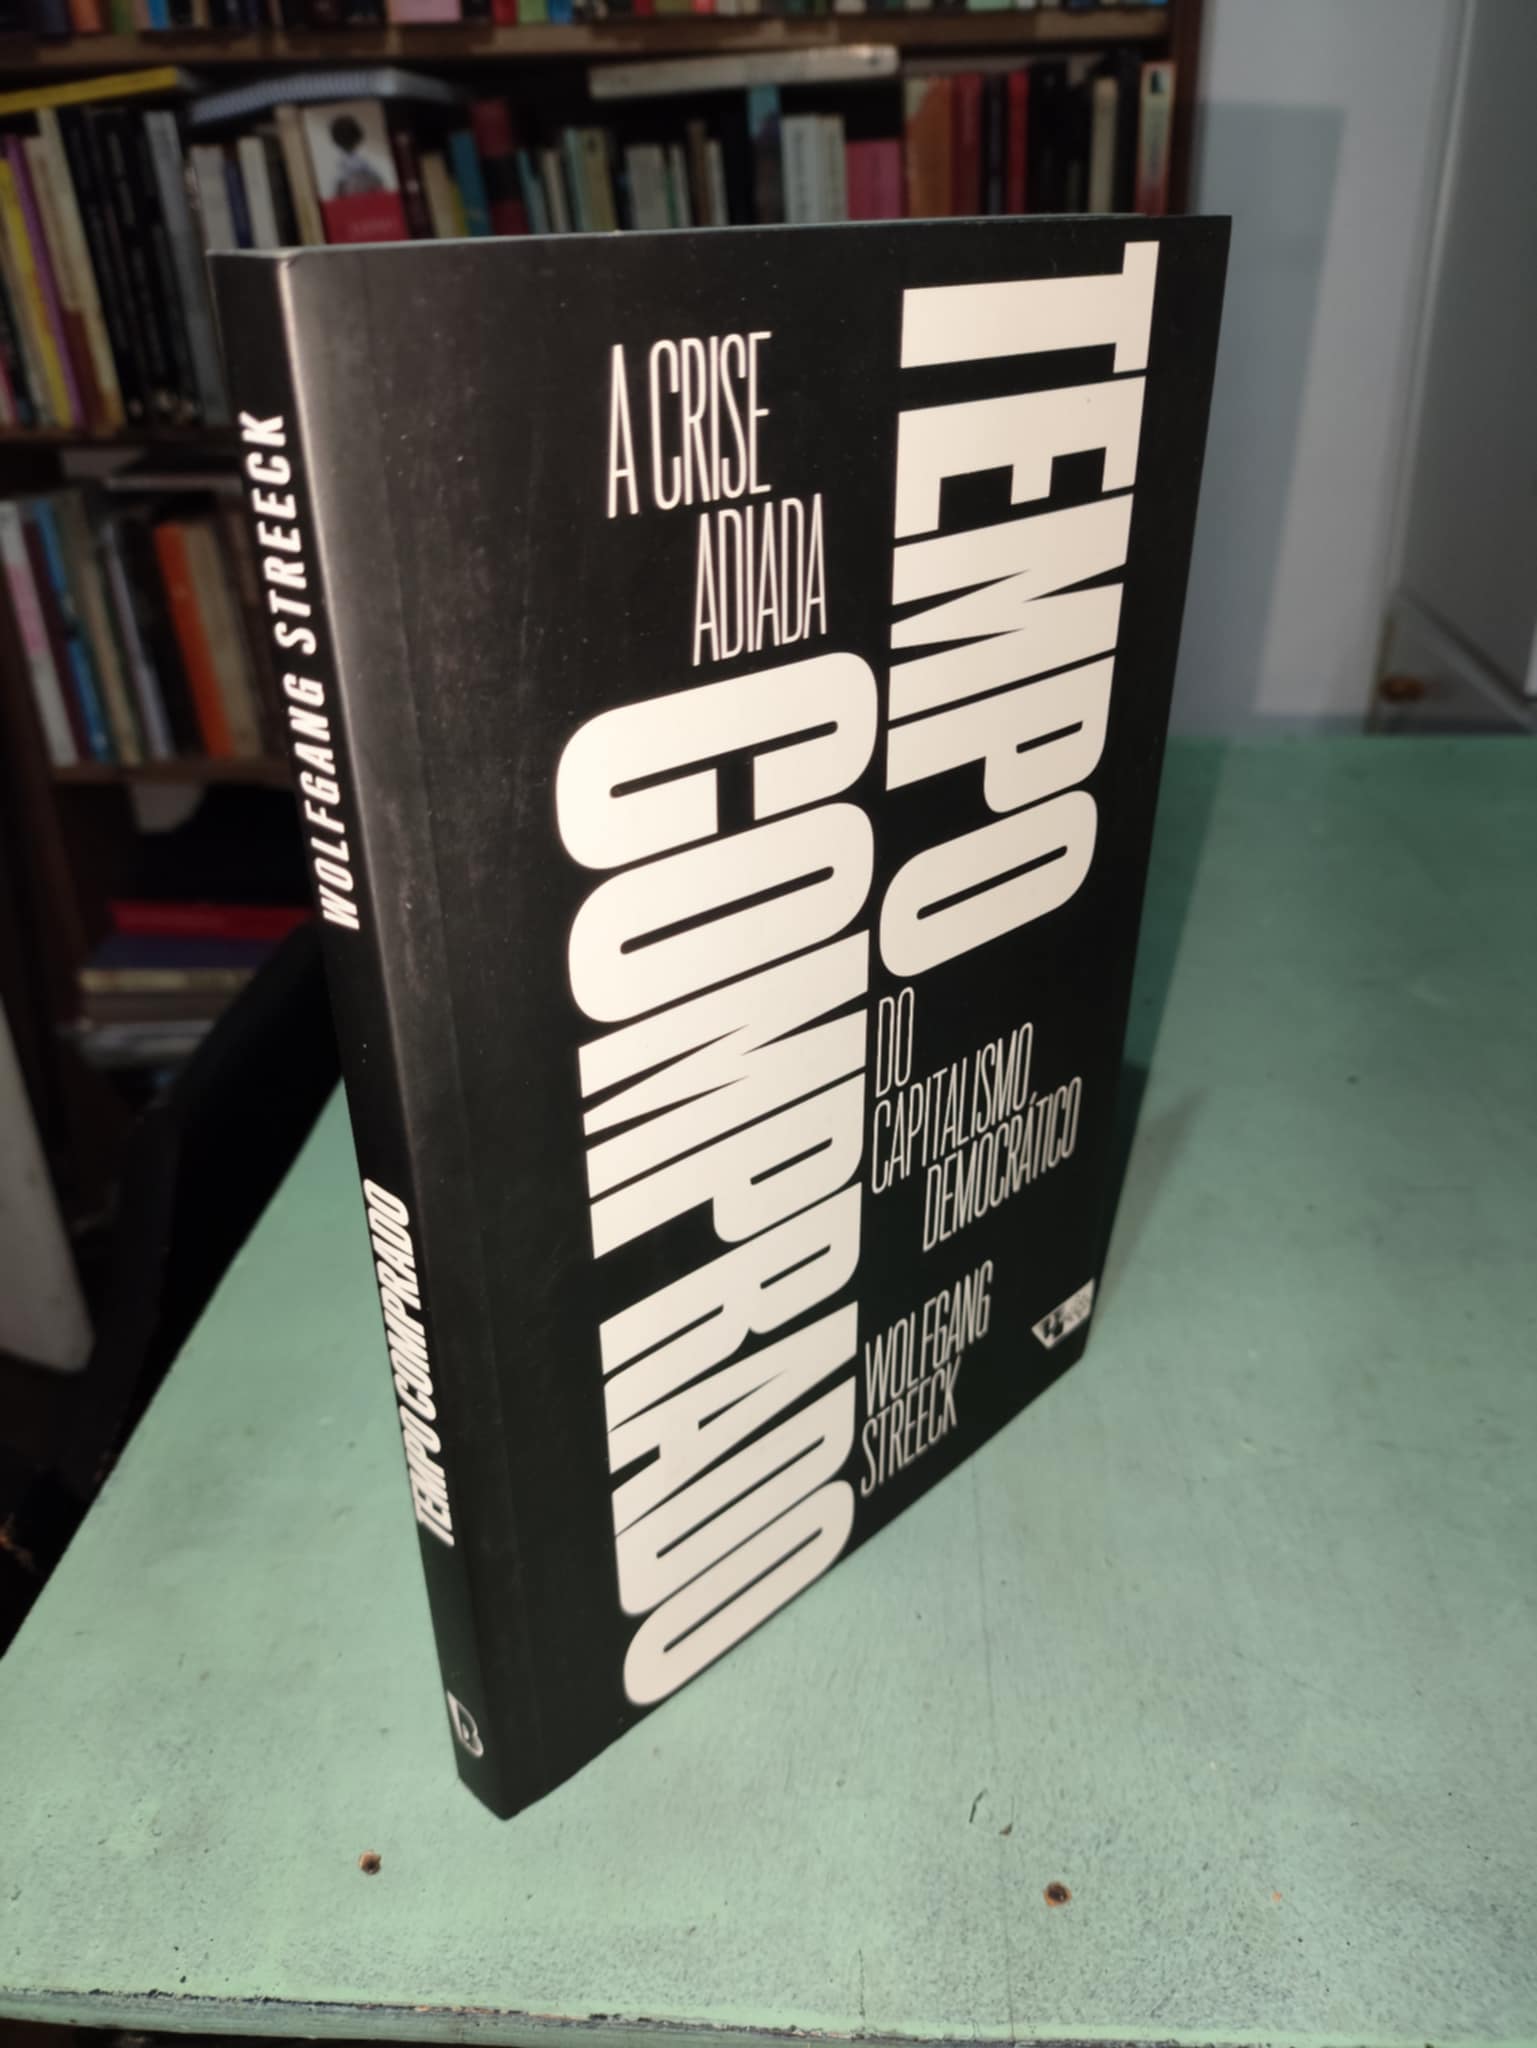 WOLFGANG STREECK
TEMPO COMPRADO
TEMPO
A CRISE
ADIADA
COMPRADO
DO
CAPITALISMO
DEMOCRÁTICO
WOLFGANG
STREECK